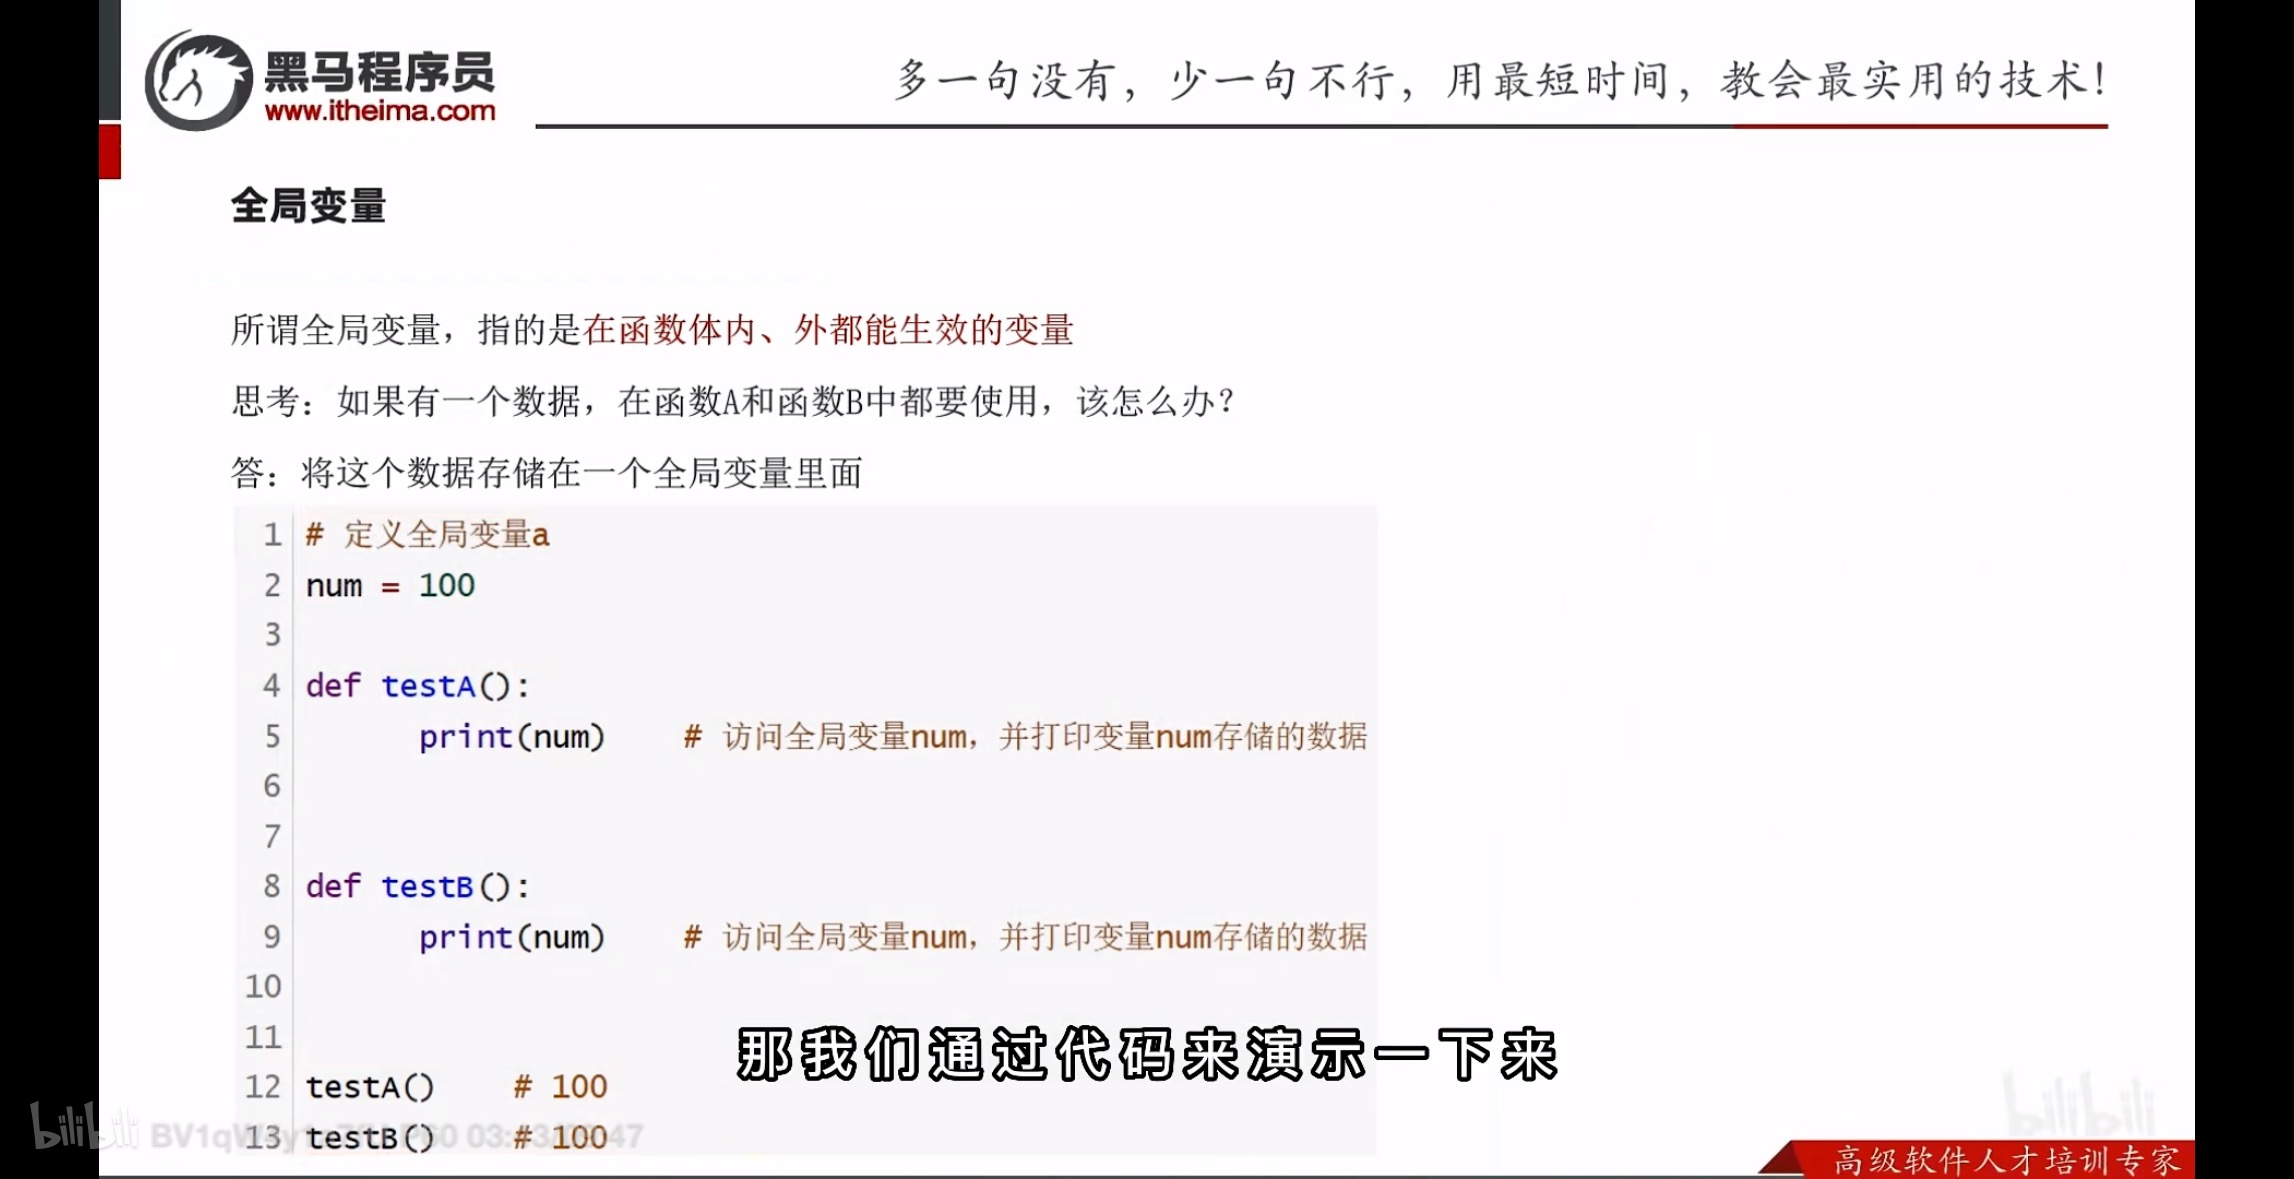 黑马程序员
www.itheima.com
多一句没有，少一句不行，用最短时间，教会最实用的技术！
全局变量
所谓全局变量，指的是在函数体内、外都能生效的变量
思考：如果有一个数据，在函数A和函数B中都要使用，该怎么办？
答：将这个数据存储在一个全局变量里面
1 # 定义全局变量a
2 num = 100
3
4 def testA():
5 print(num) # 访问全局变量num，并打印变量num存储的数据
6
7
8 def testB():
9 print(num) # 访问全局变量num，并打印变量num存储的数据
10
11
12 testA() # 100
13 testB() # 100
那我们通过代码来演示一下来
bilibili
bilibili
高级软件人才培训专家